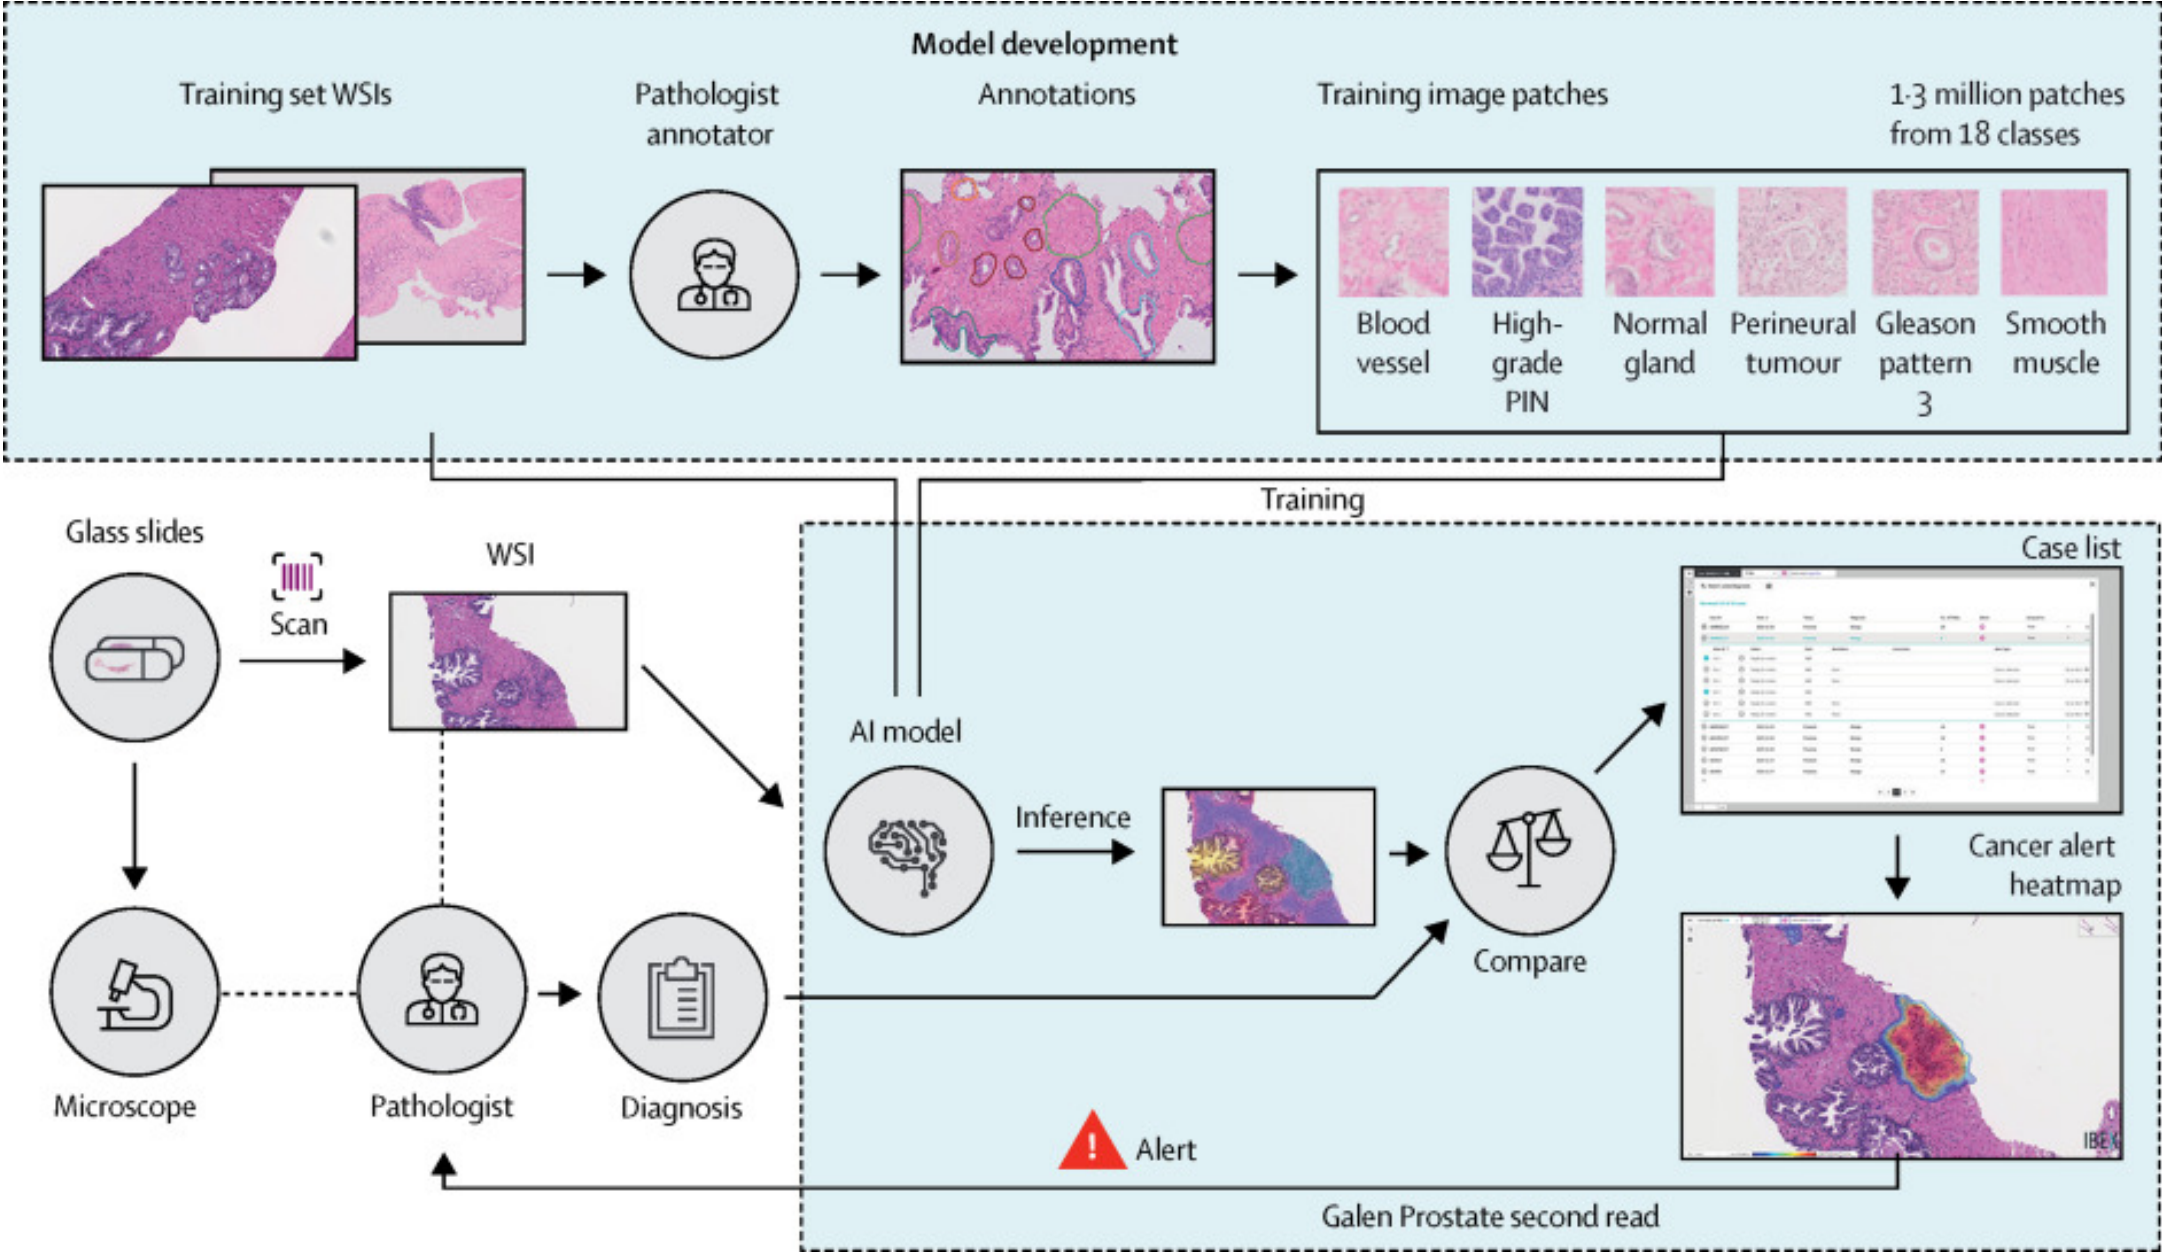 Model development
Training set WSIs
Pathologist
annotator
Annotations
Training image patches
1·3 million patches
from 18 classes
Blood
vessel
High-
grade
PIN
Normal
gland
Perineural
tumour
Gleason
pattern
3
Smooth
muscle
Training
Glass slides
Scan
WSI
Case list
AI model
Inference
Compare
Cancer alert
heatmap
Microscope
Pathologist
Diagnosis
Alert
IBEX
Galen Prostate second read